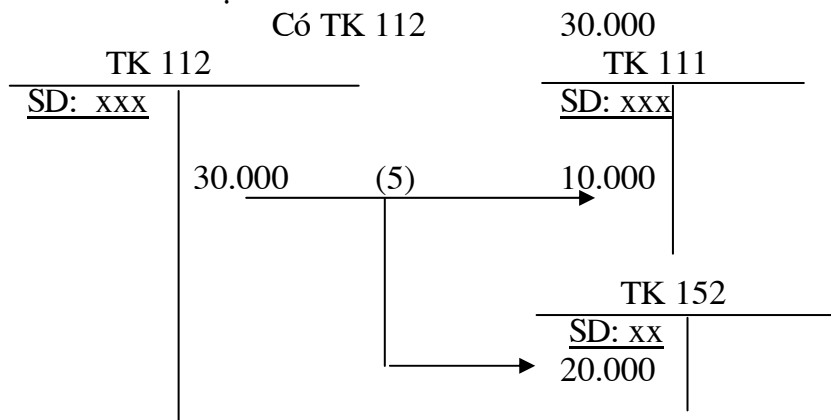 Có TK 112 30.000
TK 112 TK 111
SD: xxx SD: xxx
30.000 (5) 10.000
TK 152
SD: xx
20.000